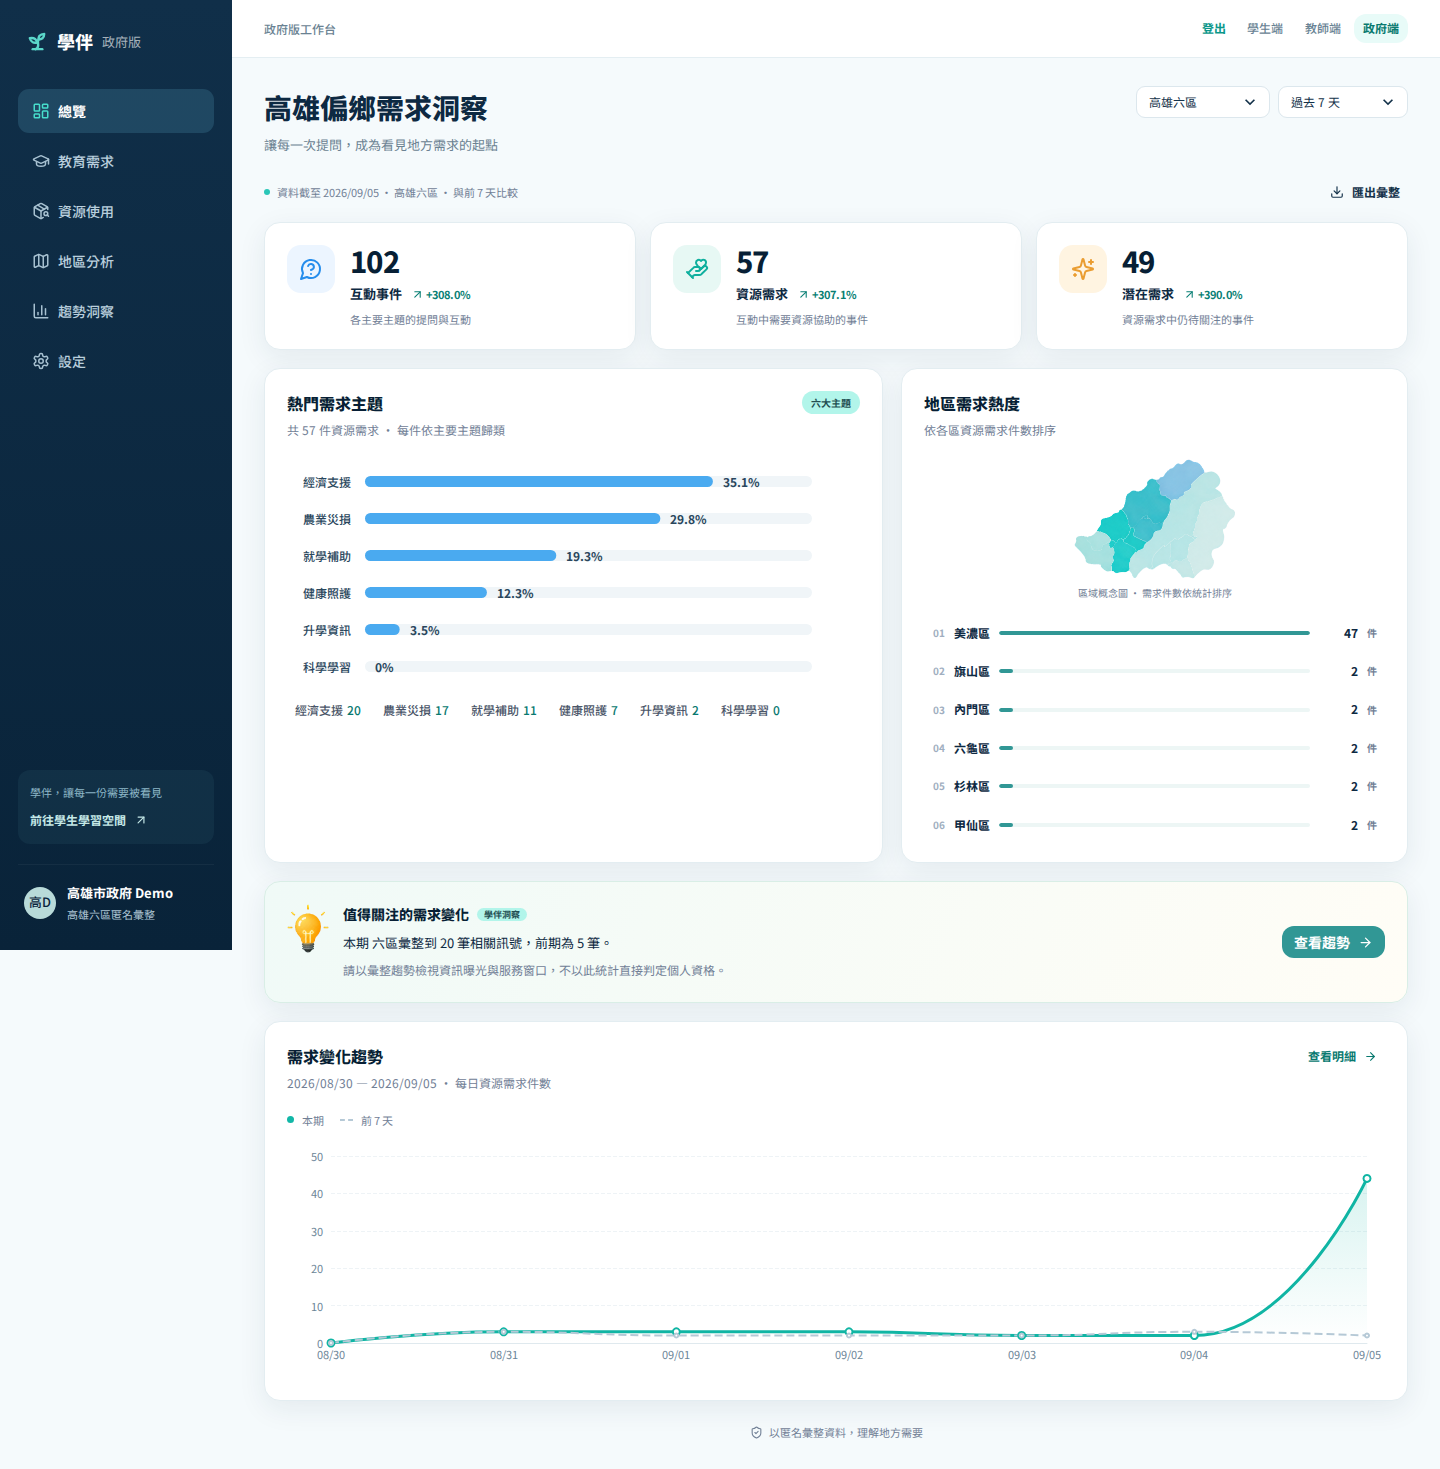 學伴 政府版
總覽
教育需求
資源使用
地區分析
趨勢洞察
設定
學伴，讓每一份需要被看見
前往學生學習空間
高D
高雄市政府 Demo
高雄六區匿名彙整
政府版工作台
登出 學生端 教師端 政府端
高雄偏鄉需求洞察
讓每一次提問，成為看見地方需求的起點
高雄六區
過去 7 天
資料截至 2026/09/05 · 高雄六區 · 與前 7 天比較
匯出彙整
102
互動事件 +308.0%
各主要主題的提問與互動
57
資源需求 +307.1%
互動中需要資源協助的事件
49
潛在需求 +390.0%
資源需求中仍待關注的事件
熱門需求主題
六大主題
共 57 件資源需求 · 每件依主要主題歸類
經濟支援 35.1%
農業災損 29.8%
就學補助 19.3%
健康照護 12.3%
升學資訊 3.5%
科學學習 0%
經濟支援 20 農業災損 17 就學補助 11 健康照護 7 升學資訊 2 科學學習 0
地區需求熱度
依各區資源需求件數排序
區域概念圖 · 需求件數依統計排序
01 美濃區 47 件
02 旗山區 2 件
03 內門區 2 件
04 六龜區 2 件
05 杉林區 2 件
06 甲仙區 2 件
值得關注的需求變化 學伴洞察
本期 六區彙整到 20 筆相關訊號，前期為 5 筆。
請以彙整趨勢檢視資訊曝光與服務窗口，不以此統計直接判定個人資格。
查看趨勢
需求變化趨勢
查看明細
2026/08/30 — 2026/09/05 · 每日資源需求件數
本期 前 7 天
50
40
30
20
10
0
08/30 08/31 09/01 09/02 09/03 09/04 09/05
以匿名彙整資料，理解地方需要